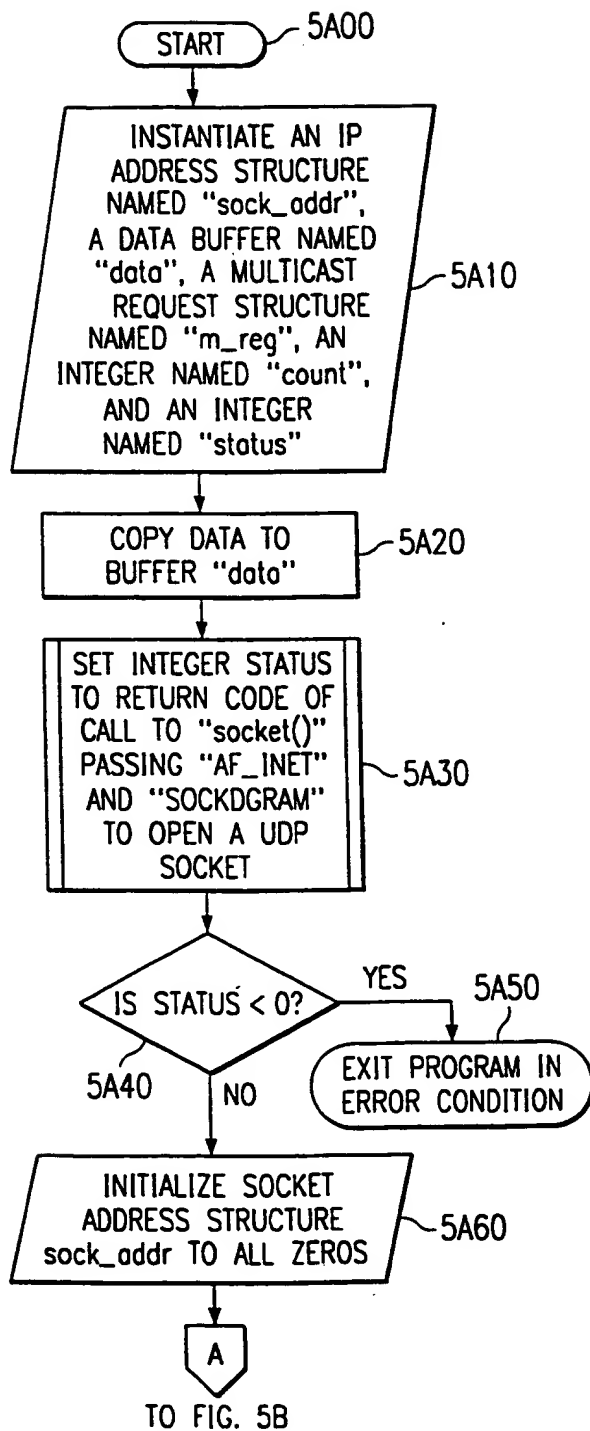 START
5A00
INSTANTIATE AN IP
ADDRESS STRUCTURE
NAMED “sock_addr”,
A DATA BUFFER NAMED
“data”, A MULTICAST
REQUEST STRUCTURE
NAMED “m_reg”, AN
INTEGER NAMED “count”,
AND AN INTEGER
NAMED “status”
5A10
COPY DATA TO
BUFFER “data”
5A20
SET INTEGER STATUS
TO RETURN CODE OF
CALL TO “socket()”
PASSING “AF_INET”
AND “SOCKDGRAM”
TO OPEN A UDP
SOCKET
5A30
IS STATUS < 0?
YES
5A40
NO
5A50
EXIT PROGRAM IN
ERROR CONDITION
INITIALIZE SOCKET
ADDRESS STRUCTURE
sock_addr TO ALL ZEROS
5A60
A
TO FIG. 5B